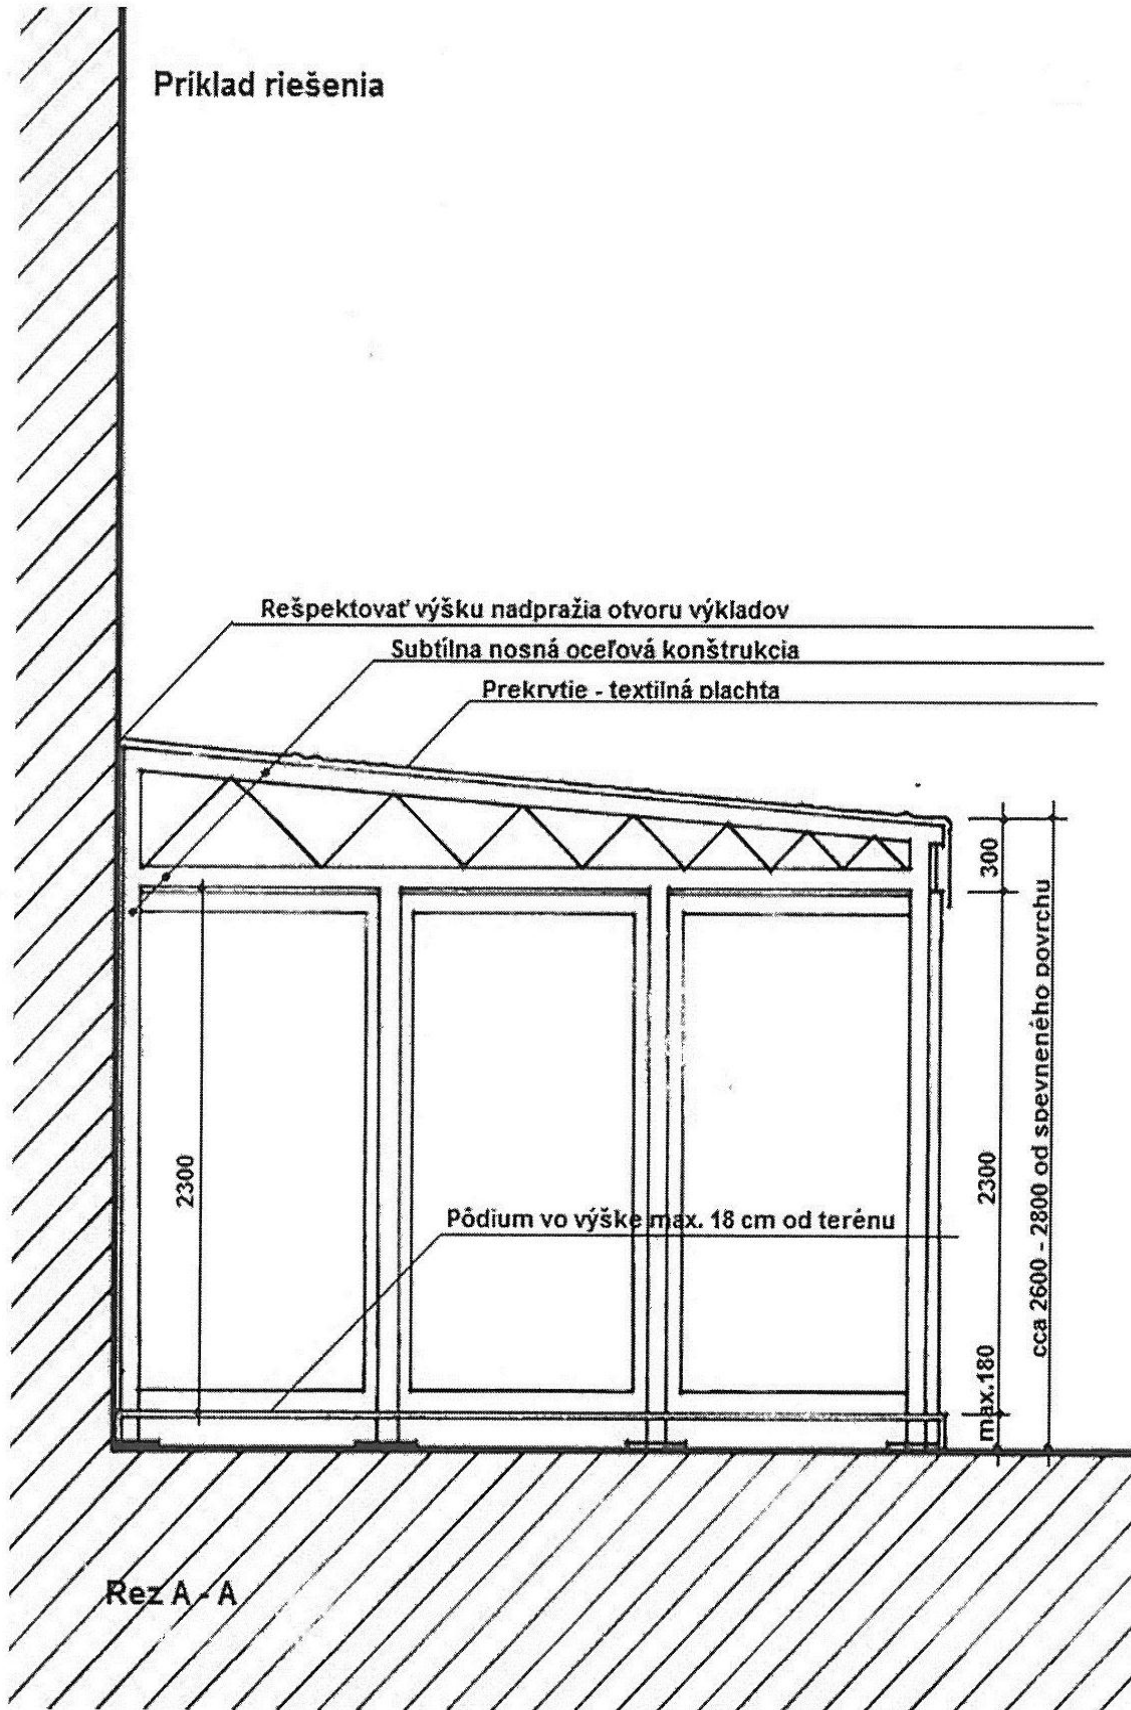 Príklad riešenia
Rešpektovať výšku nadpražia otvoru výkladov
Subtílna nosná oceľová konštrukcia
Prekrytie - textilná plachta
300
2300
2300
max.180
cca 2600 - 2800 od spevneného povrchu
Pôdium vo výške max. 18 cm od terénu
Rez A - A